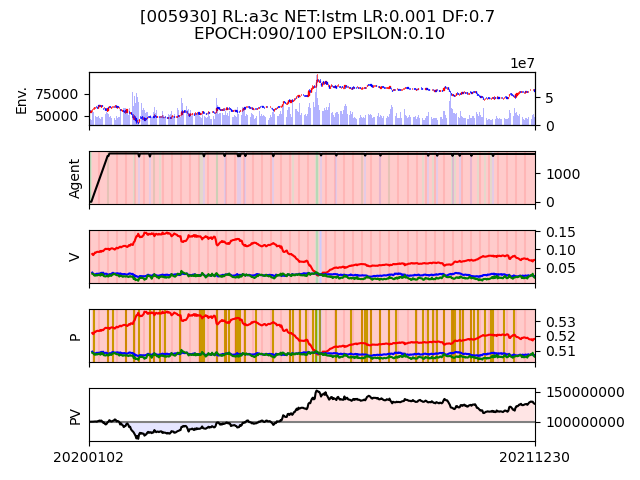 [005930] RL:a3c NET:lstm LR:0.001 DF:0.7
EPOCH:090/100 EPSILON:0.10
1e7
Env.
75000
50000
5
0
Agent
1000
0
V
0.15
0.10
0.05
P
0.53
0.52
0.51
PV
150000000
100000000
20200102
20211230